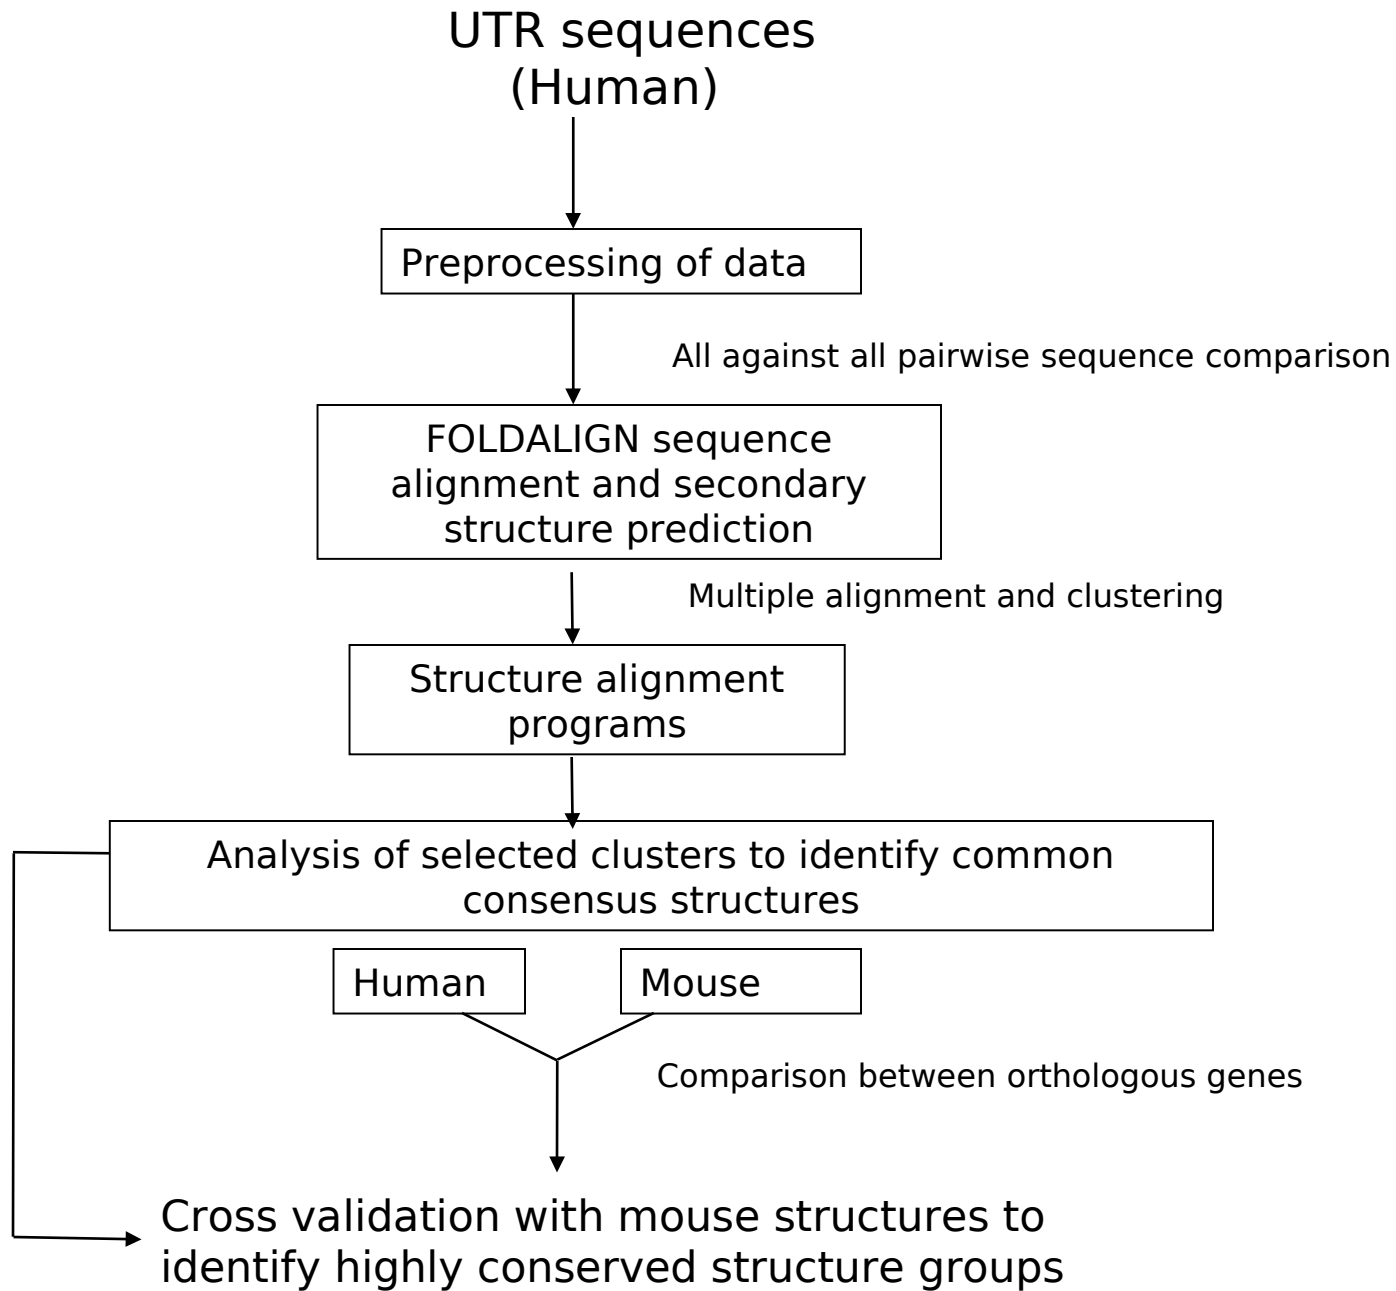 UTR sequences
(Human)
Preprocessing of data
All against all pairwise sequence comparison
FOLDALIGN sequence
alignment and secondary
structure prediction
Multiple alignment and clustering
Structure alignment
programs
Analysis of selected clusters to identify common
consensus structures
Human
Mouse
Comparison between orthologous genes
Cross validation with mouse structures to
identify highly conserved structure groups